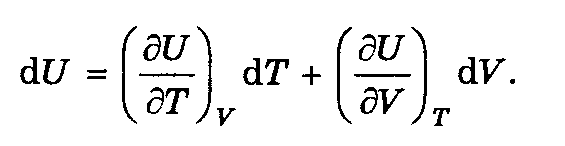 dU = (∂U/∂T)_V dT + (∂U/∂V)_T dV.